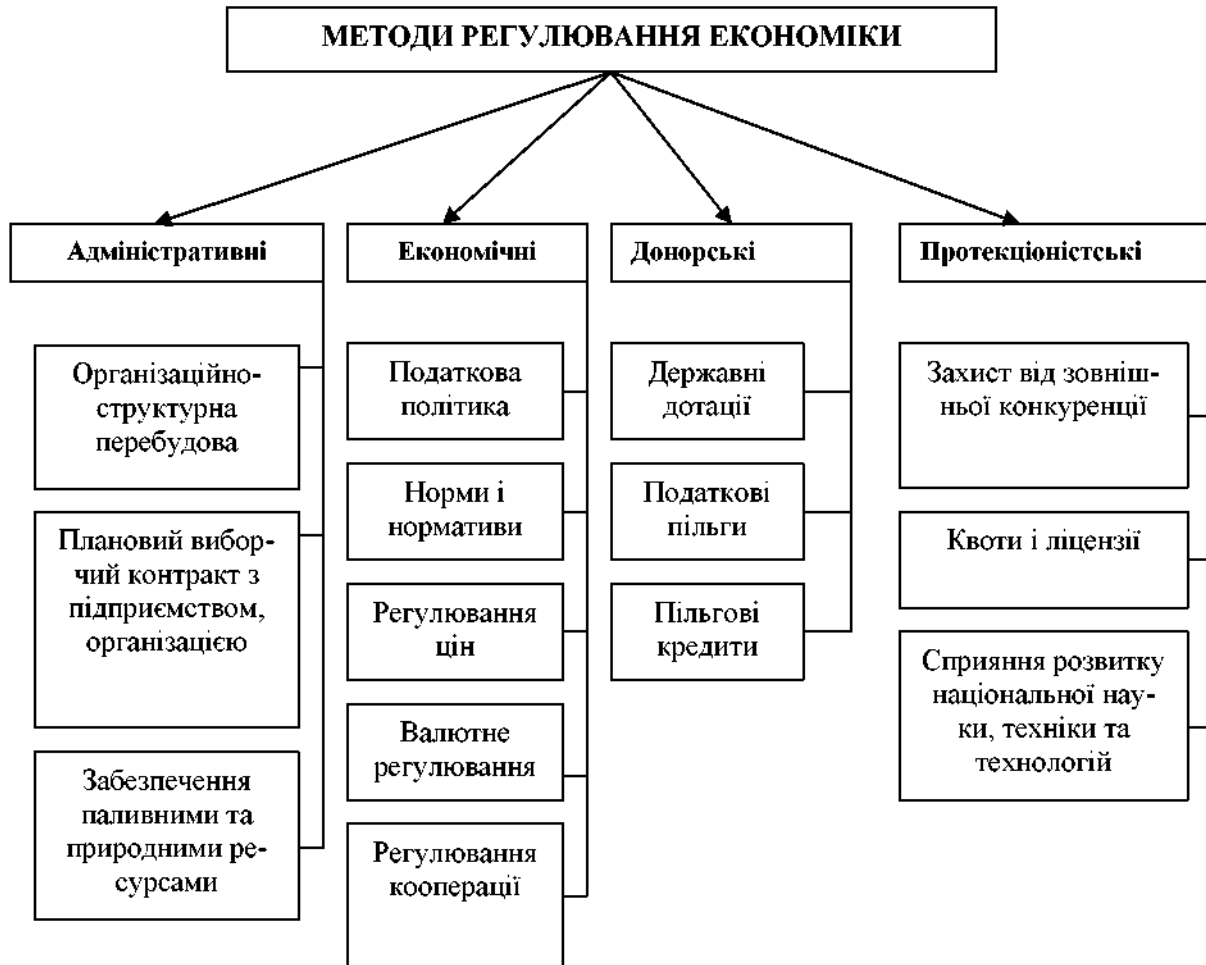 МЕТОДИ РЕГУЛЮВАННЯ ЕКОНОМІКИ
Адміністративні
Організаційно-
структурна
перебудова
Плановий вибор-
чий контракт з
підприємством,
організацією
Забезпечення
паливними та
природними ре-
сурсами
Економічні
Податкова
політика
Норми і
нормативи
Регулювання
цін
Валютне
регулювання
Регулювання
кооперації
Донорські
Державні
дотації
Податкові
пільги
Пільгові
кредити
Протекціоністські
Захист від зовніш-
ньої конкуренції
Квоти і ліцензії
Сприяння розвитку
національної нау-
ки, техніки та
технологій